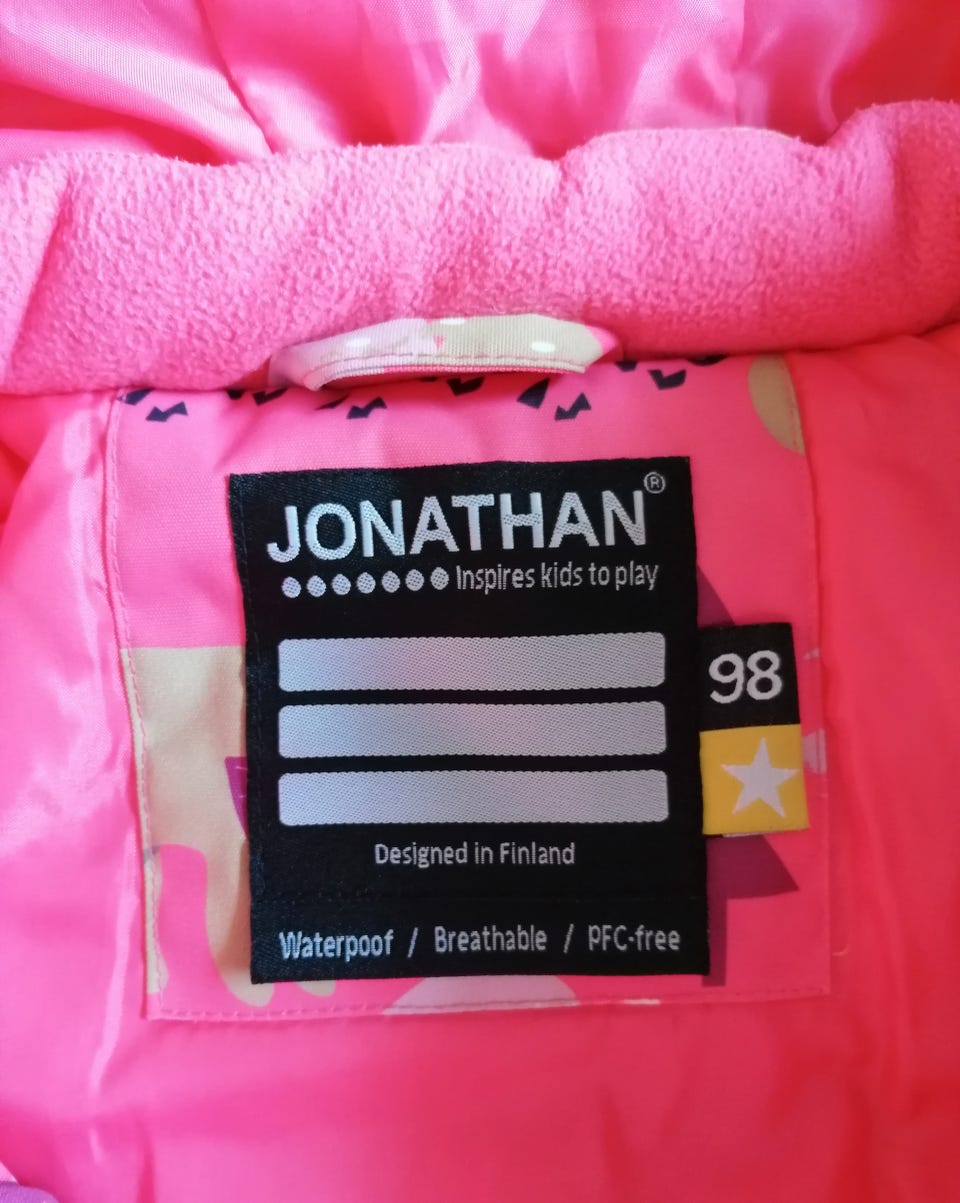 JONATHAN®
Inspires kids to play
98
Designed in Finland
Waterpoof / Breathable / PFC-free